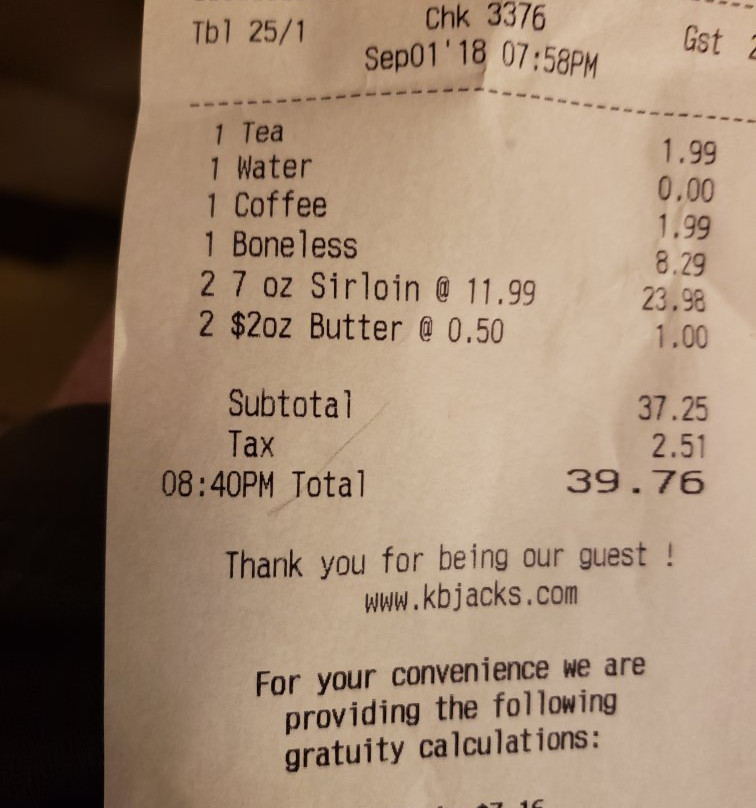 Tbl 25/1 Chk 3376 Gst
Sep01'18 07:58PM
1 Tea 1.99
1 Water 0.00
1 Coffee 1.99
1 Boneless 8.29
2 7 oz Sirloin @ 11.99 23.98
2 $2oz Butter @ 0.50 1.00
Subtotal 37.25
Tax 2.51
08:40PM Total 39.76
Thank you for being our guest !
www.kbjacks.com
For your convenience we are
providing the following
gratuity calculations: